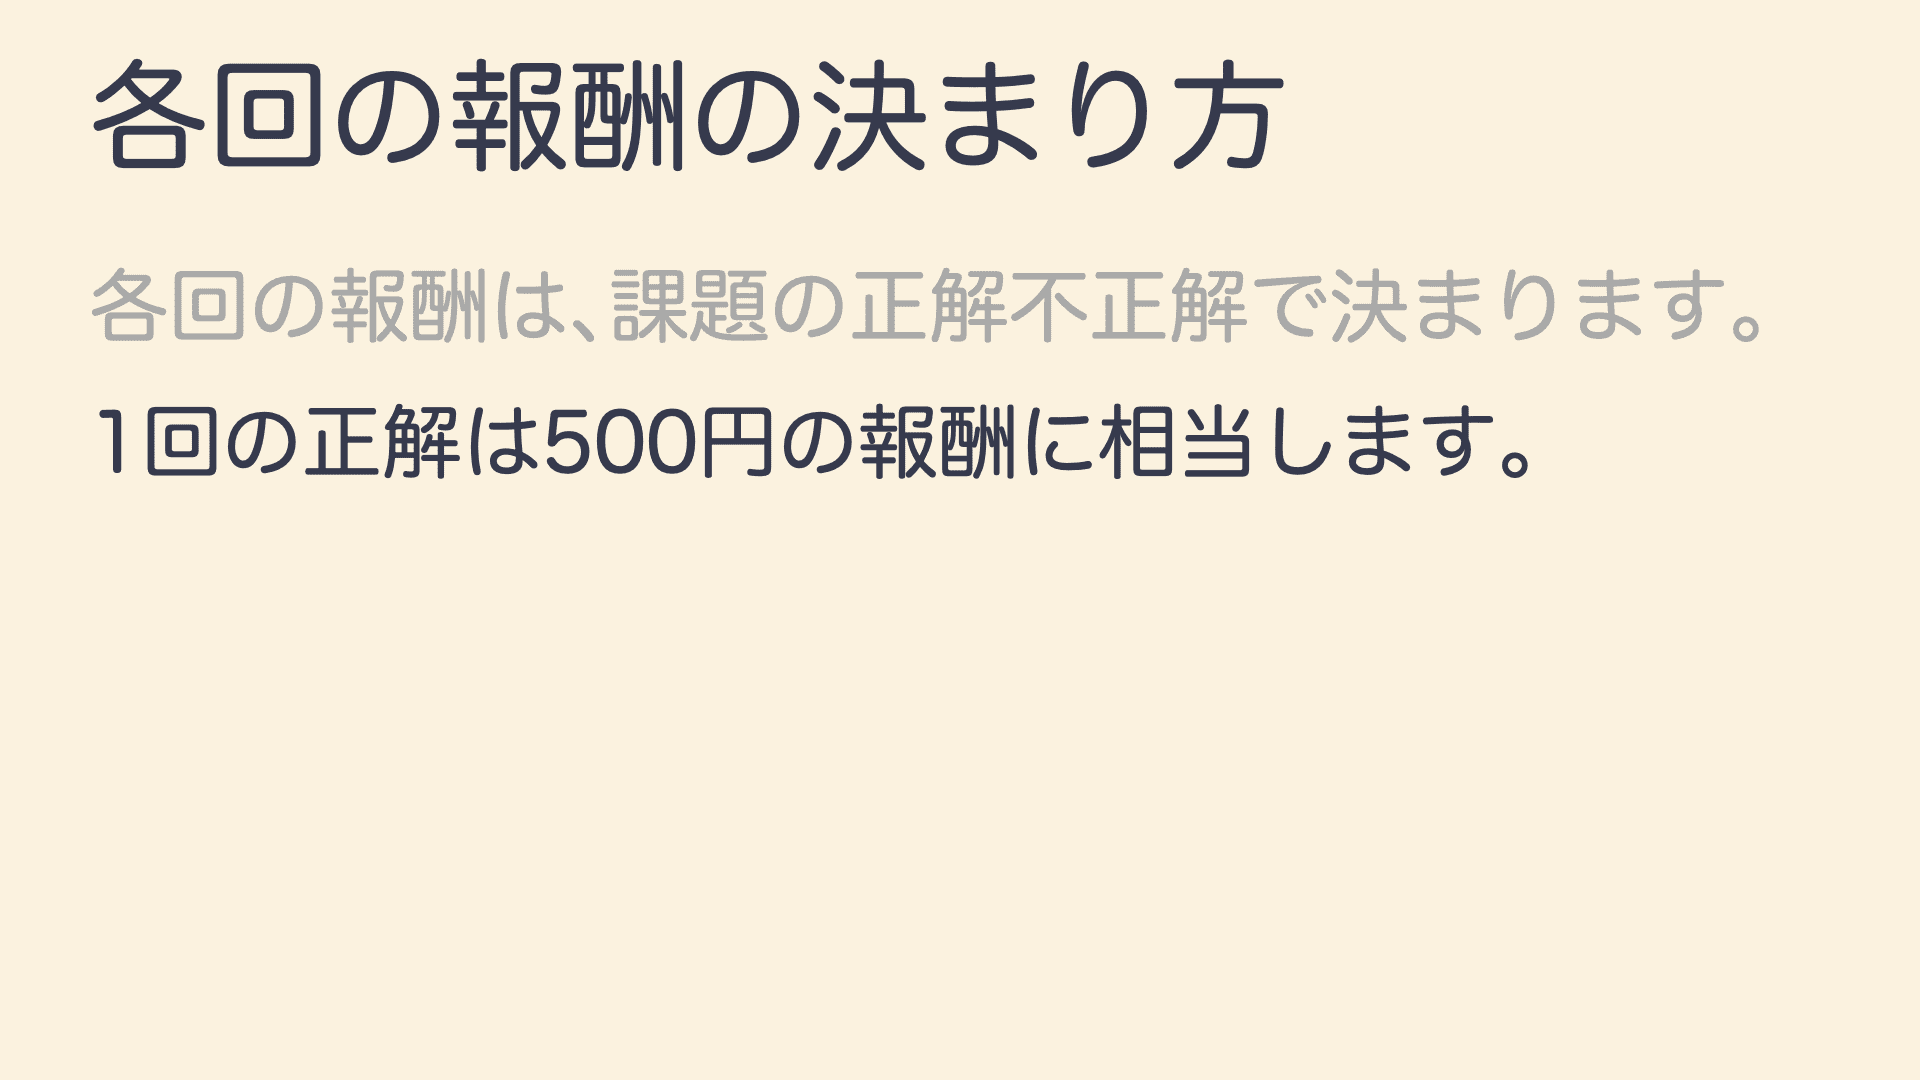 各回の報酬の決まり方
各回の報酬は、課題の正解不正解で決まります。
1回の正解は500円の報酬に相当します。